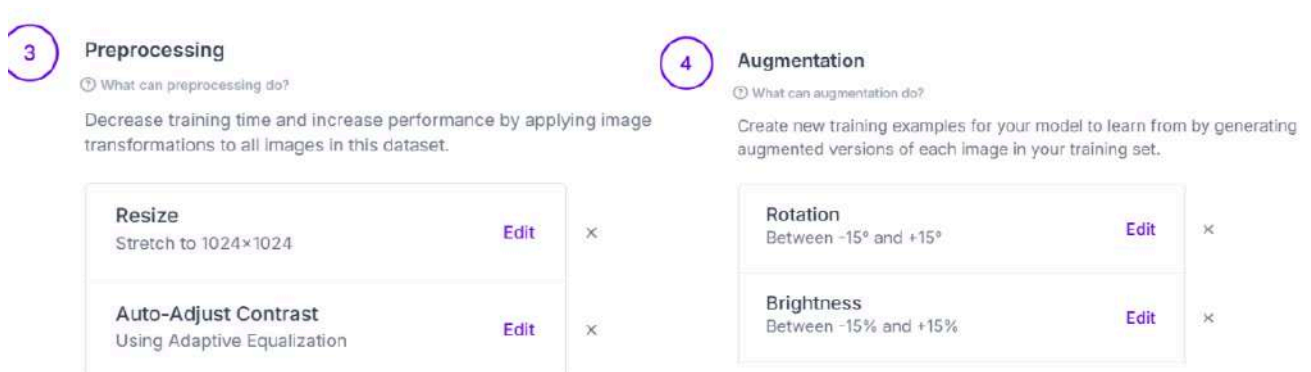 3
Preprocessing
? What can preprocessing do?
Decrease training time and increase performance by applying image
transformations to all images in this dataset.
Resize
Stretch to 1024×1024
Edit ×
Auto-Adjust Contrast
Using Adaptive Equalization
Edit ×
4
Augmentation
? What can augmentation do?
Create new training examples for your model to learn from by generating
augmented versions of each image in your training set.
Rotation
Between -15° and +15°
Edit ×
Brightness
Between -15% and +15%
Edit ×